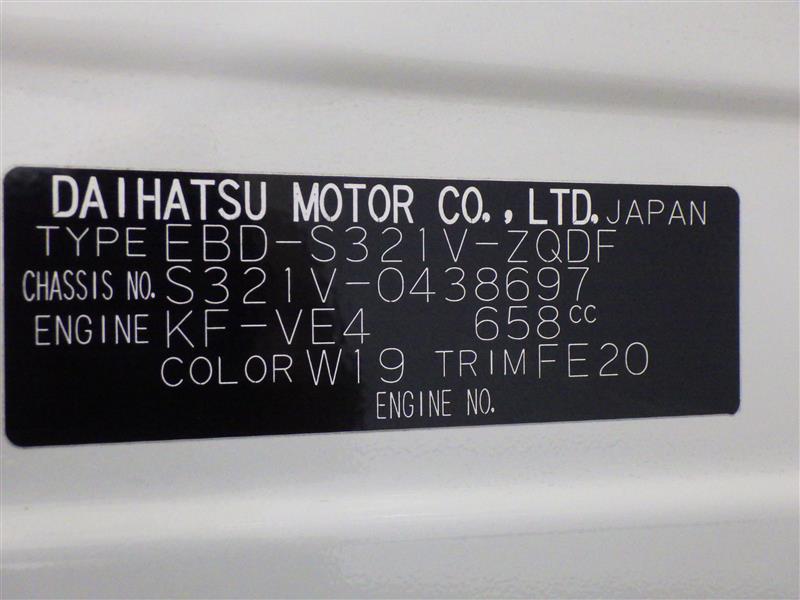 DAIHATSU MOTOR CO., LTD. JAPAN
TYPE EBD-S321V-ZQDF
CHASSIS NO. S321V-0438697
ENGINE KF-VE4 658cc
COLOR W19 TRIM FE20
ENGINE NO.